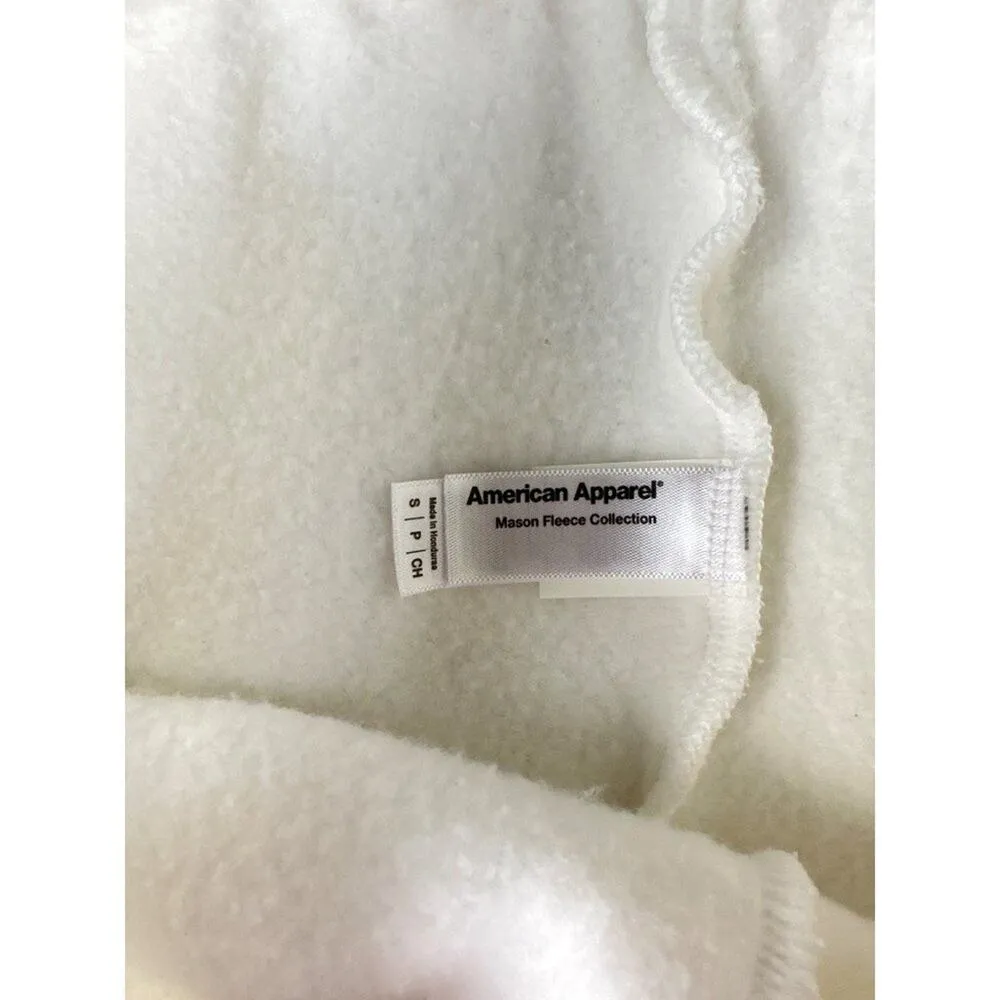 American Apparel®
Mason Fleece Collection
Made in Honduras
S | P | CH